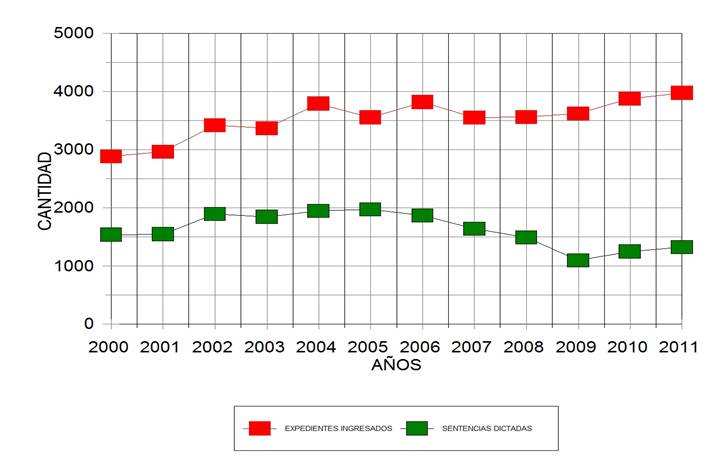 5000
4000
3000
2000
1000
0
CANTIDAD
2000 2001 2002 2003 2004 2005 2006 2007 2008 2009 2010 2011
AÑOS
EXPEDIENTES INGRESADOS SENTENCIAS DICTADAS